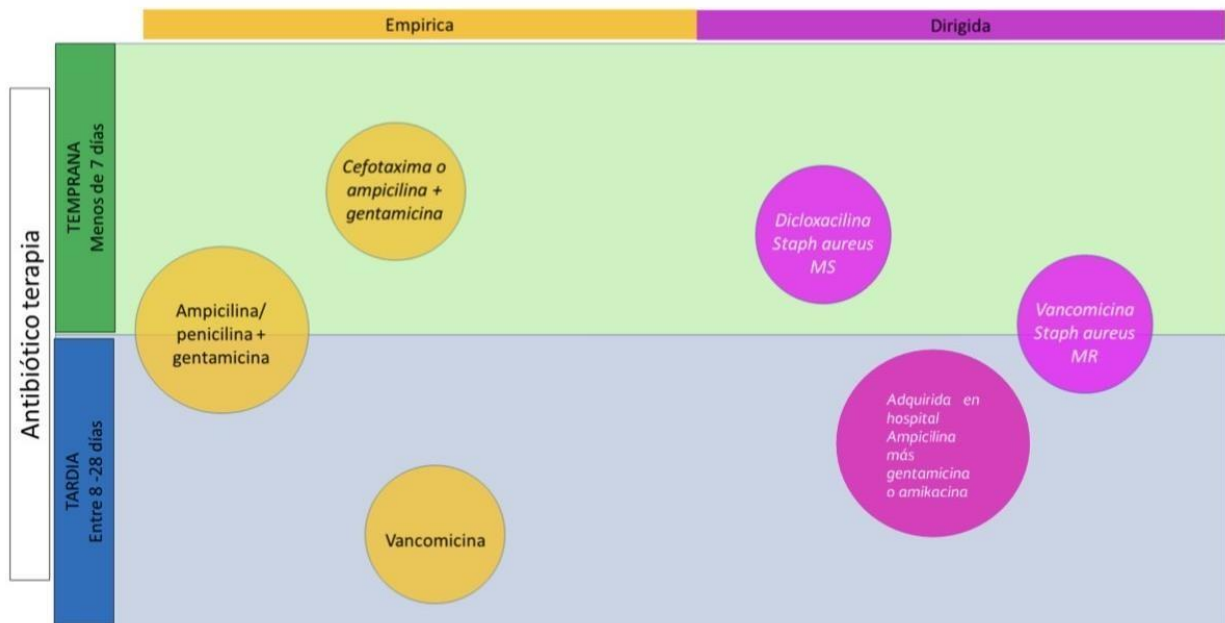 Empirica
Dirigida
Antibiótico terapia
TEMPRANA
Menos de 7 días
Cefotaxima o
ampicilina +
gentamicina
Dicloxacilina
Staph aureus
MS
Ampicilina/
penicilina +
gentamicina
Vancomicina
Staph aureus
MR
TARDIA
Entre 8 -28 días
Adquirida en
hospital
Ampicilina
más
gentamicina
o amikacina
Vancomicina